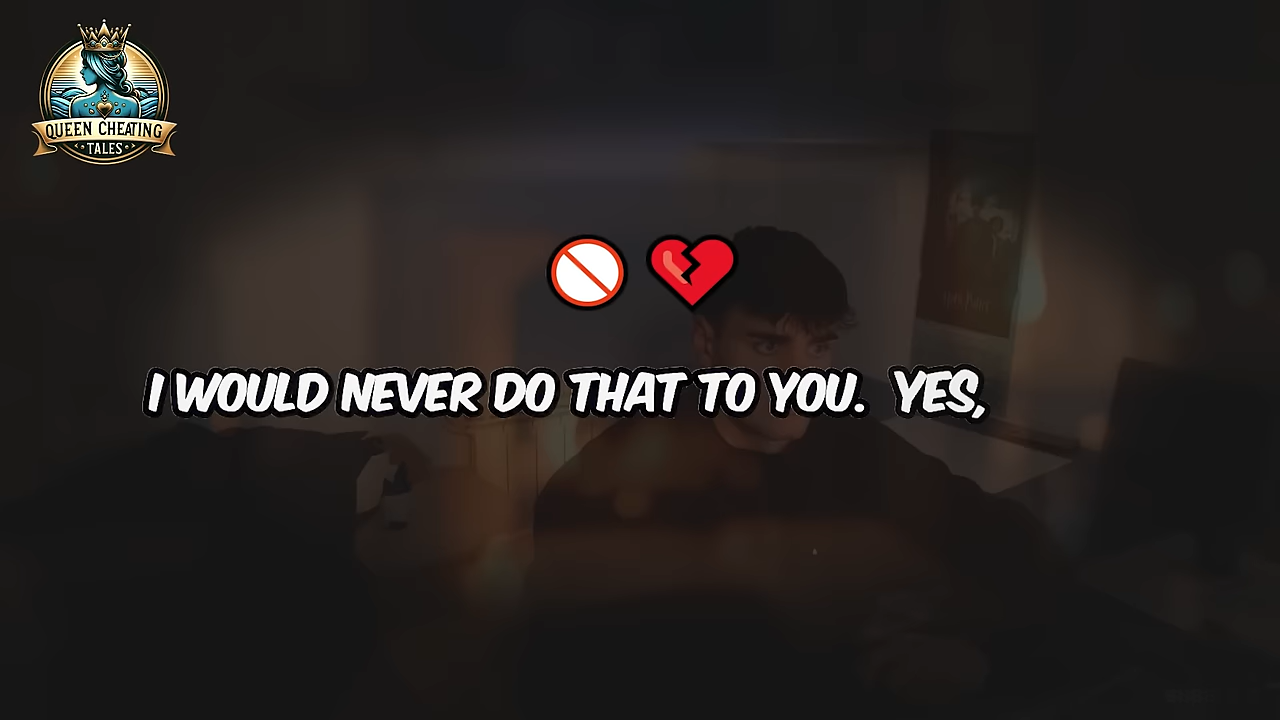 QUEEN CHEATING
TALES
I WOULD NEVER DO THAT TO YOU. YES,